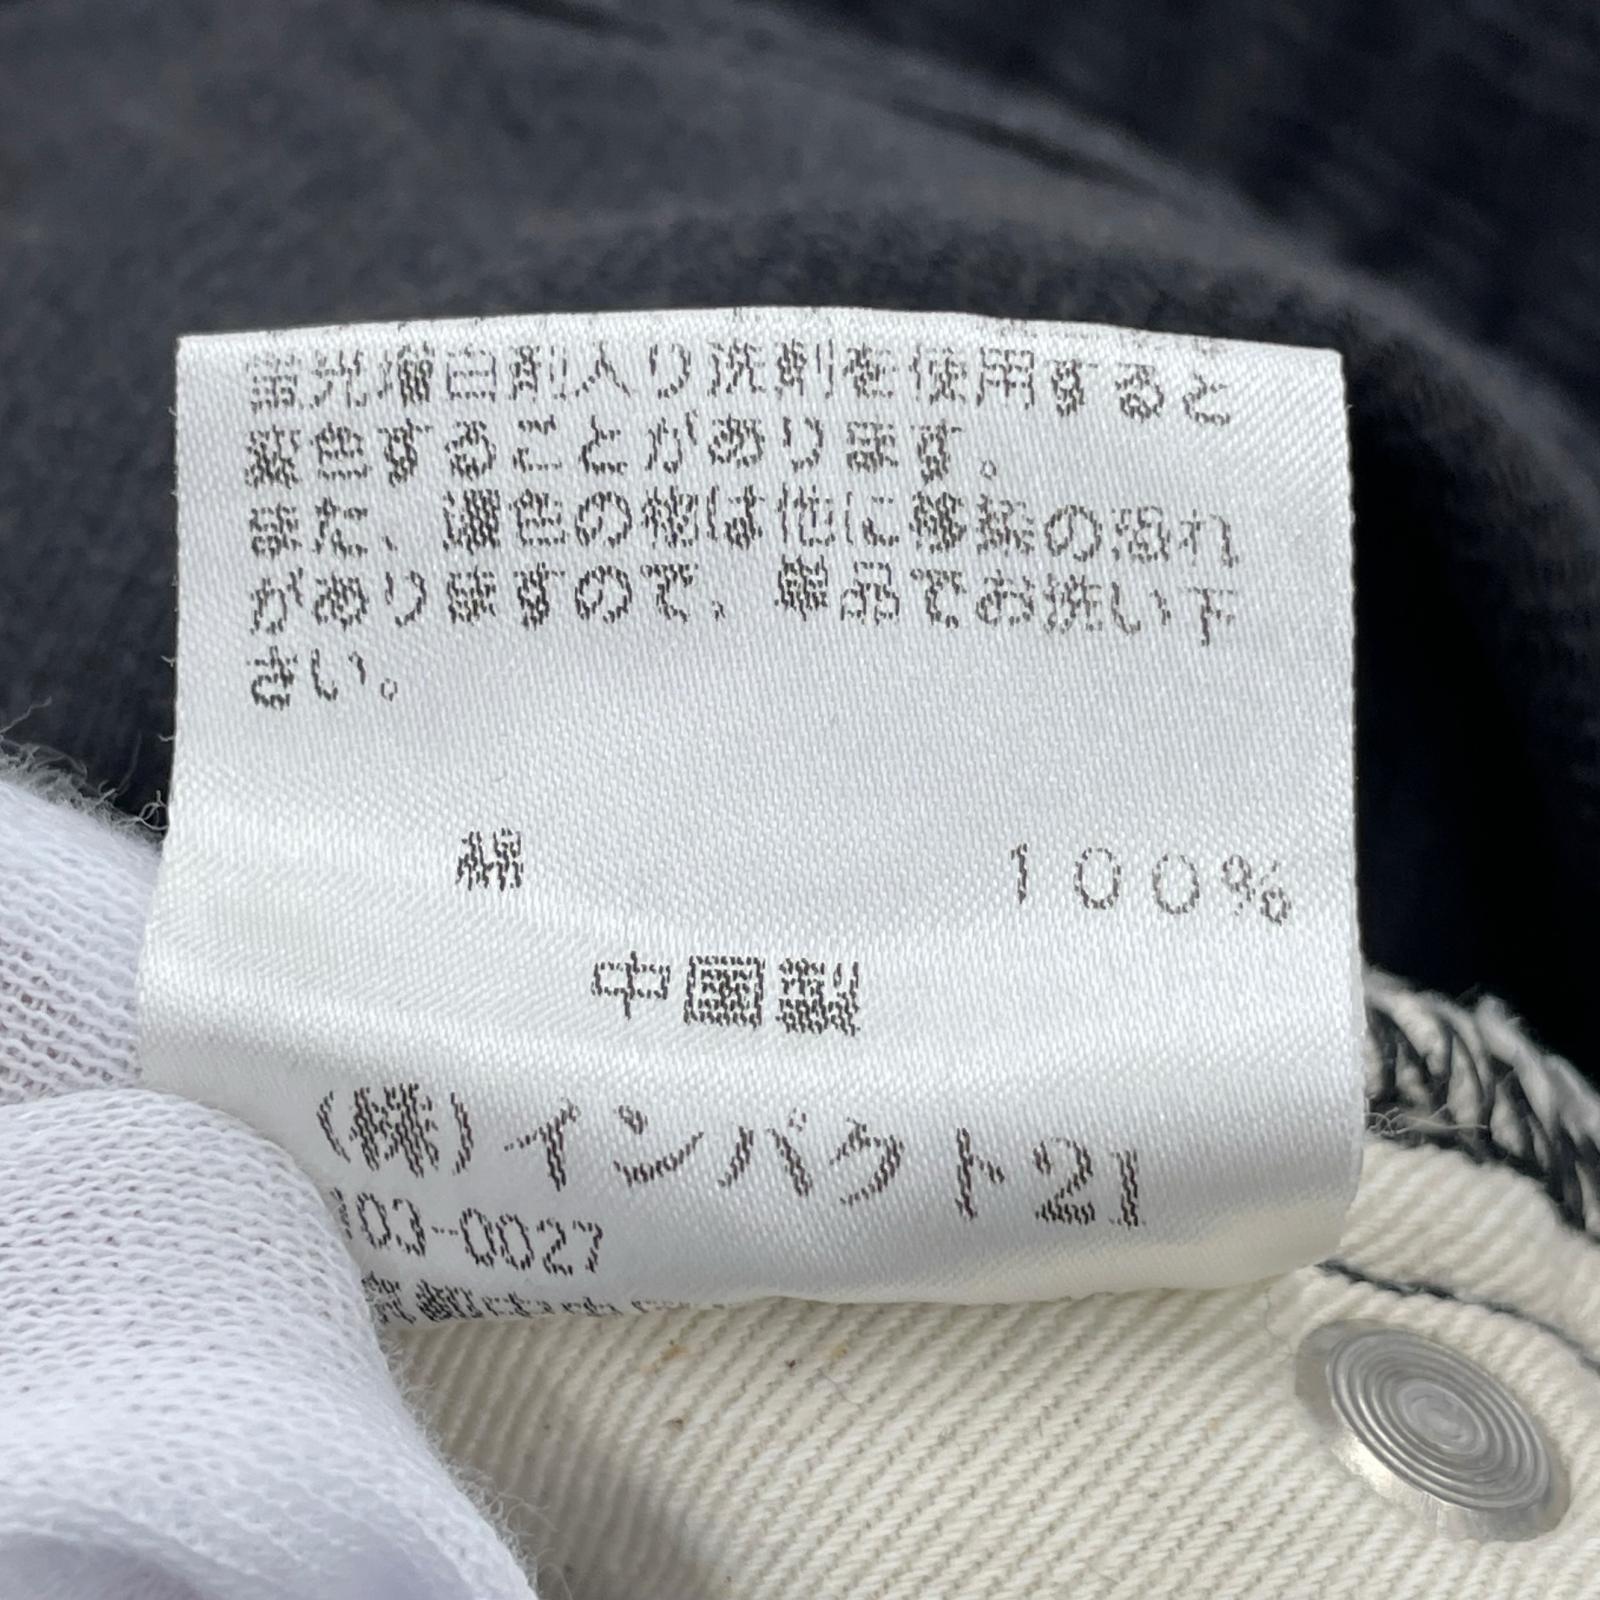 蛍光増白剤入り洗剤を使用すると
変色することがあります。
また、濃色の物は他に移染の恐れ
がありますので、単品でお洗い下
さい。
綿 100%
中国製
(株)インパクト21
103-0027